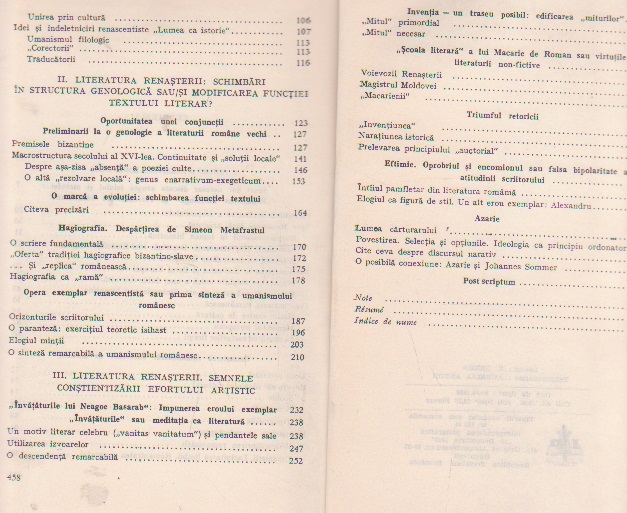 Unirea prin cultură 106
Idei și îndeletniciri renascentiste „Lumea ca istorie“ 107
Umanismul filologic 113
„Corectorii“ 113
Traducătorii 116
II. LITERATURA RENAȘTERII: SCHIMBĂRI
ÎN STRUCTURA GENOLOGICĂ SAU/ȘI MODIFICAREA FUNCȚIEI
TEXTULUI LITERAR?
Oportunitatea unei conjuncții 123
Preliminarii la o genologie a literaturii române vechi 127
Premisele bizantine 127
Macrostructura secolului al XVI-lea. Continuitate și „soluții locale“ 141
Despre așa-zisa „absență“ a poeziei culte 146
O altă „rezolvare locală“: genus enarrativum-exegeticum 153
O marcă a evoluției: schimbarea funcției textului
Cîteva precizări 164
Hagiografia. Despărțirea de Simeon Metafrastul
O scriere fundamentală 170
„Oferta“ tradiției hagiografice bizantino-slave 172
... Și „replica“ românească 175
Hagiografia ca „ramă“ 178
Opera exemplar renascentistă sau prima sinteză a umanismului
românesc
Orizonturile scriitorului 187
O paranteză: exercițiul teoretic isihast 196
Elogiul minții 203
O sinteză remarcabilă a umanismului românesc 210
III. LITERATURA RENAȘTERII. SEMNELE
CONȘTIENTIZĂRII EFORTULUI ARTISTIC
„Învățăturile lui Neagoe Basarab“: Impunerea eroului exemplar 232
„Învățăturile“ sau meditația ca literatură 238
Un motiv literar celebru („vanitas vanitatum“) și pendantele sale 238
Utilizarea izvoarelor 247
O descendență remarcabilă 252
458
Invenția — un traseu posibil: edificarea „miturilor“.
„Mitul“ primordial
„Mitul“ necesar
„Școala literară“ a lui Macarie de Roman sau virtuțile
literaturii non-fictive
Voievozii Renașterii
Magistrul Moldovei
„Macarienii“
Triumful retoricii
„Invențiunea“
Narațiunea istorică
Prelevarea principiului „auctorial“
Eftimie. Oprobriul și encomionul sau falsa bipolaritate a
atitudinii scriitorului
Întîiul pamfletar din literatura română
Elogiul ca figură de stil. Un alt erou exemplar: Alexandru
Azarie
Lumea cărturarului
Povestirea. Selecția și opțiunile. Ideologia ca principiu ordonator
Cîte ceva despre discursul narativ
O posibilă conexiune: Azarie și Johannes Sommer
Post scriptum
Note
Résumé
Indice de nume